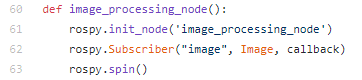 60 def image_processing_node():
61     rospy.init_node('image_processing_node')
62     rospy.Subscriber("image", Image, callback)
63     rospy.spin()